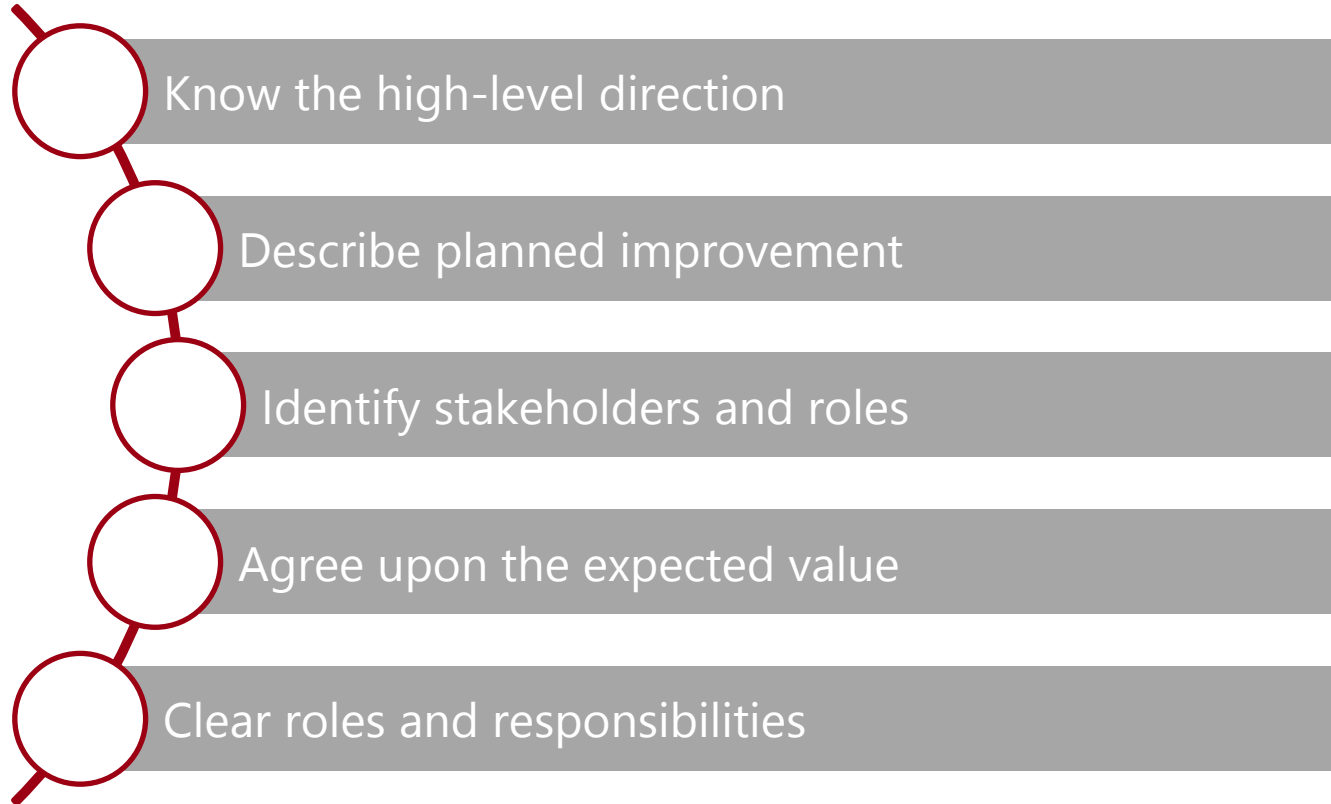 Know the high-level direction
Describe planned improvement
Identify stakeholders and roles
Agree upon the expected value
Clear roles and responsibilities